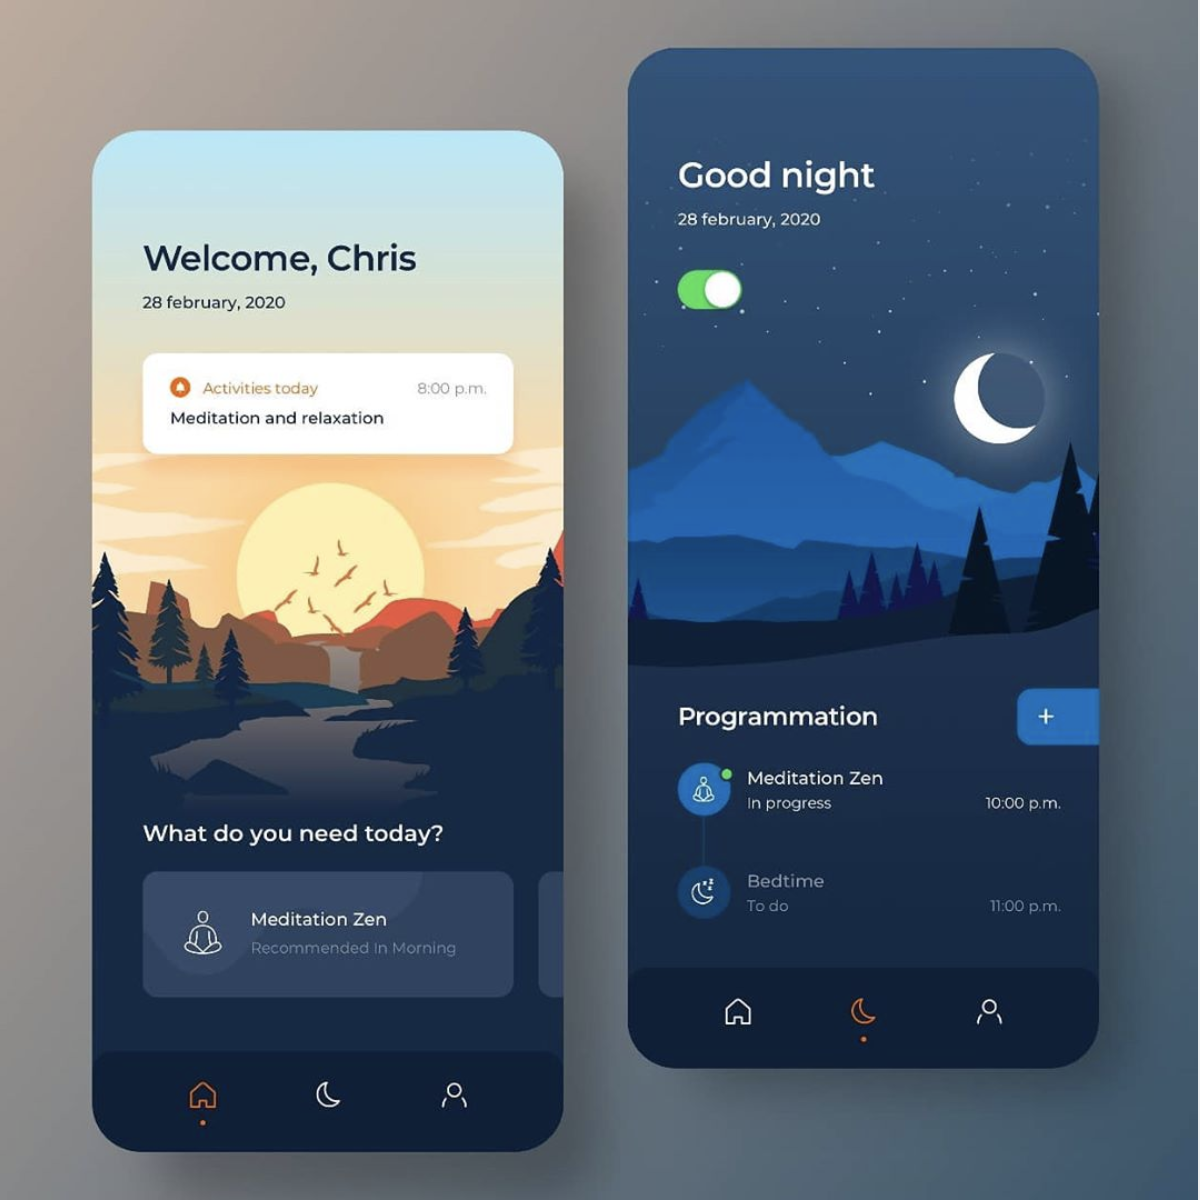 Welcome, Chris
28 february, 2020
Activities today
8:00 p.m.
Meditation and relaxation
What do you need today?
Meditation Zen
Recommended In Morning
Good night
28 february, 2020
Programmation
+
Meditation Zen
In progress
10:00 p.m.
Bedtime
To do
11:00 p.m.